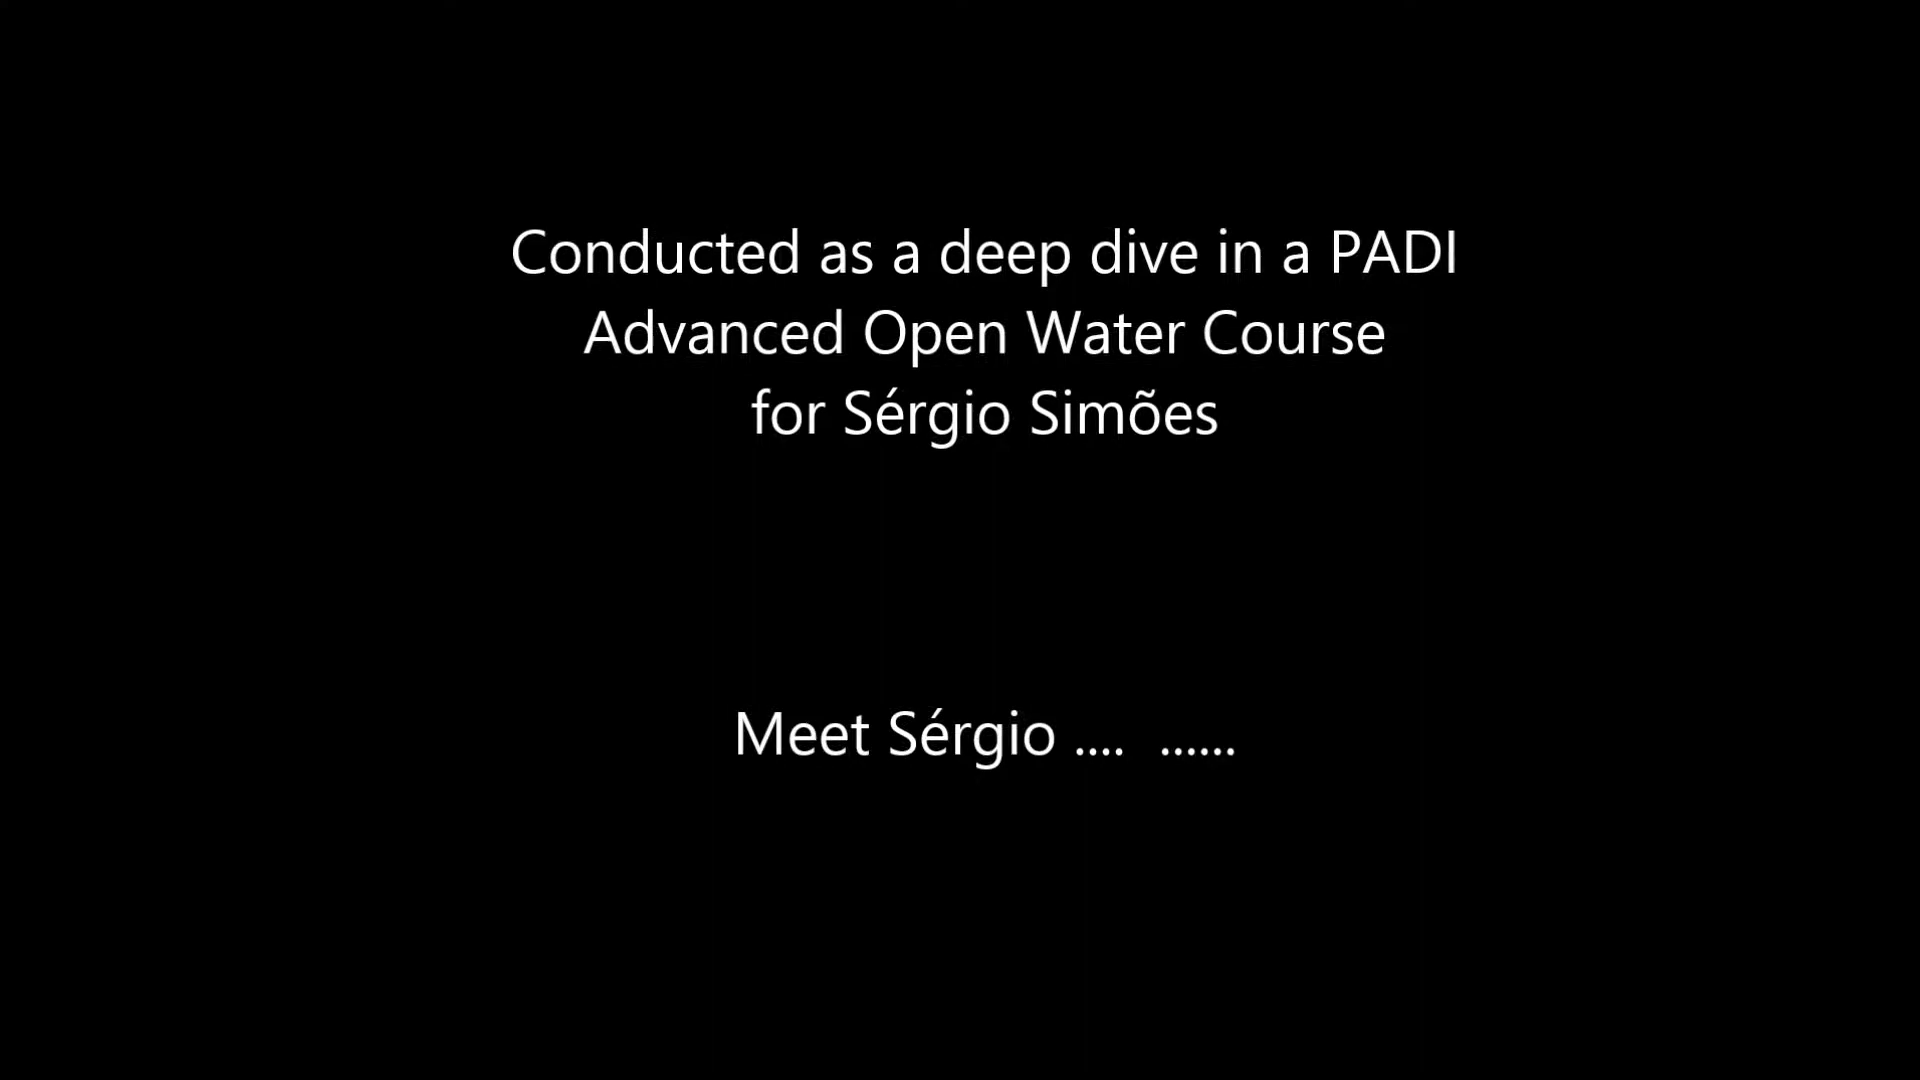 Conducted as a deep dive in a PADI
Advanced Open Water Course
for Sérgio Simões
Meet Sérgio ....  ......